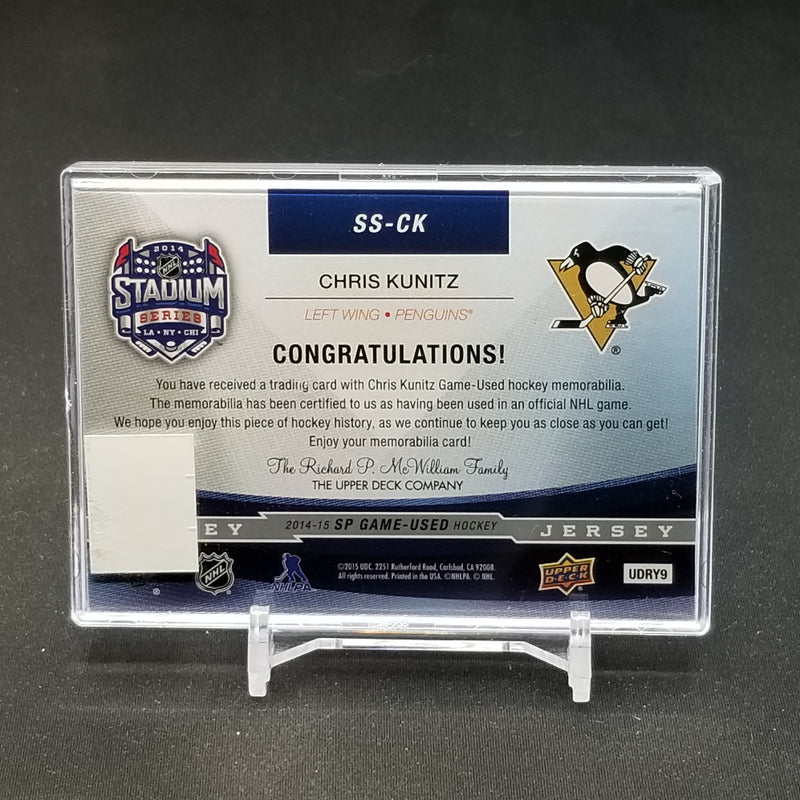 SS-CK
2014
NHL
STADIUM
SERIES
LA • NY • CHI
CHRIS KUNITZ
LEFT WING • PENGUINS®
®
CONGRATULATIONS!
You have received a trading card with Chris Kunitz Game-Used hockey memorabilia.
The memorabilia has been certified to us as having been used in an official NHL game.
We hope you enjoy this piece of hockey history, as we continue to keep you as close as you can get!
Enjoy your memorabilia card!
The Richard P. McWilliam Family
THE UPPER DECK COMPANY
EY
2014-15 SP GAME-USED HOCKEY
JERSEY
NHL
®
NHLPA
©2015 UDC. 2251 Rutherford Road, Carlsbad, CA 92008.
All rights reserved. Printed in the USA. ©NHLPA. © NHL.
UPPER
DECK
UDRY9